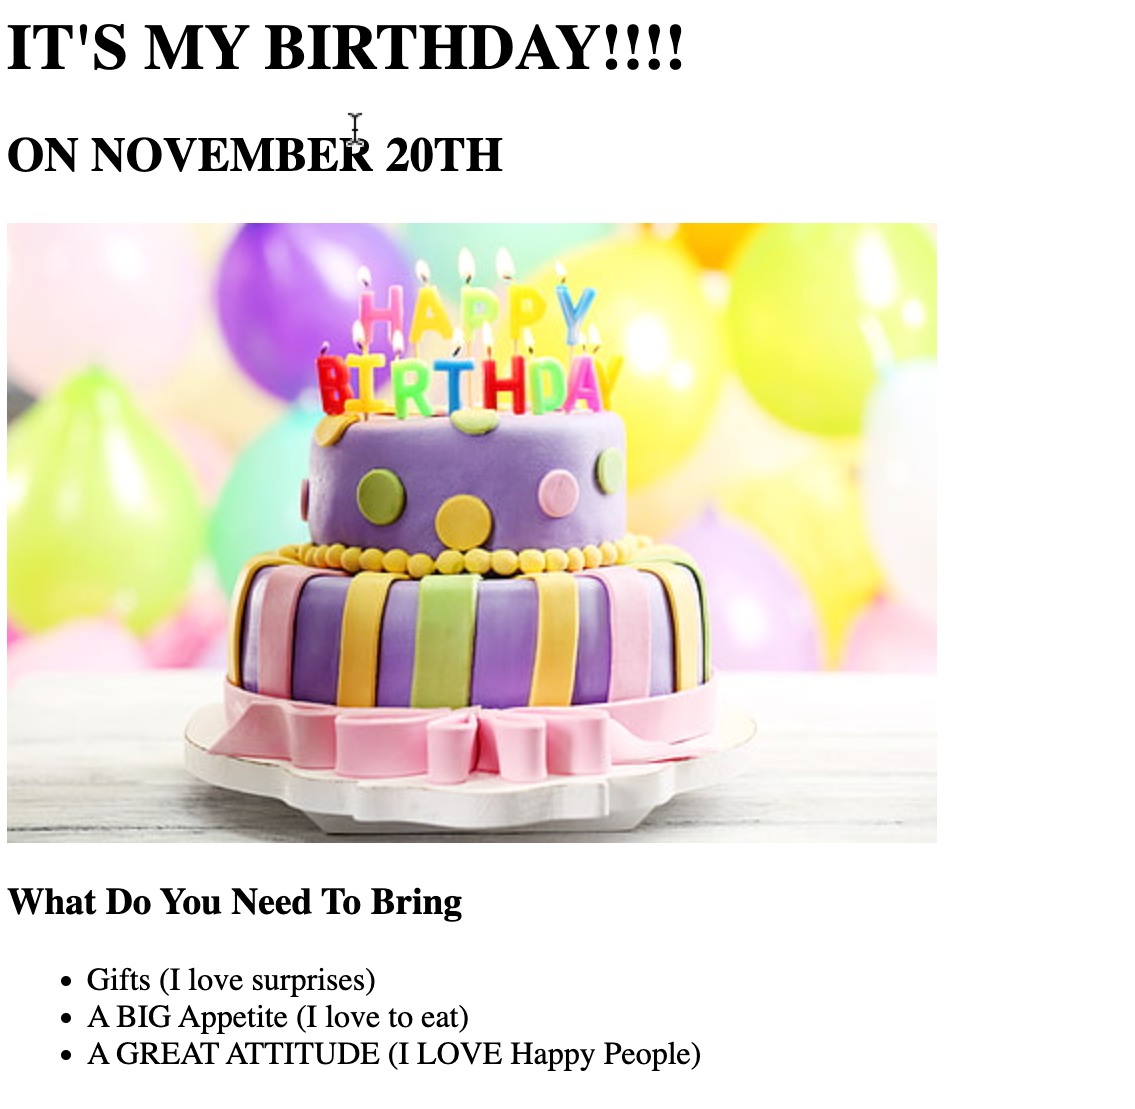 IT'S MY BIRTHDAY!!!!
ON NOVEMBER 20TH
HAPPY
BIRTHDAY
What Do You Need To Bring
Gifts (I love surprises)
A BIG Appetite (I love to eat)
A GREAT ATTITUDE (I LOVE Happy People)